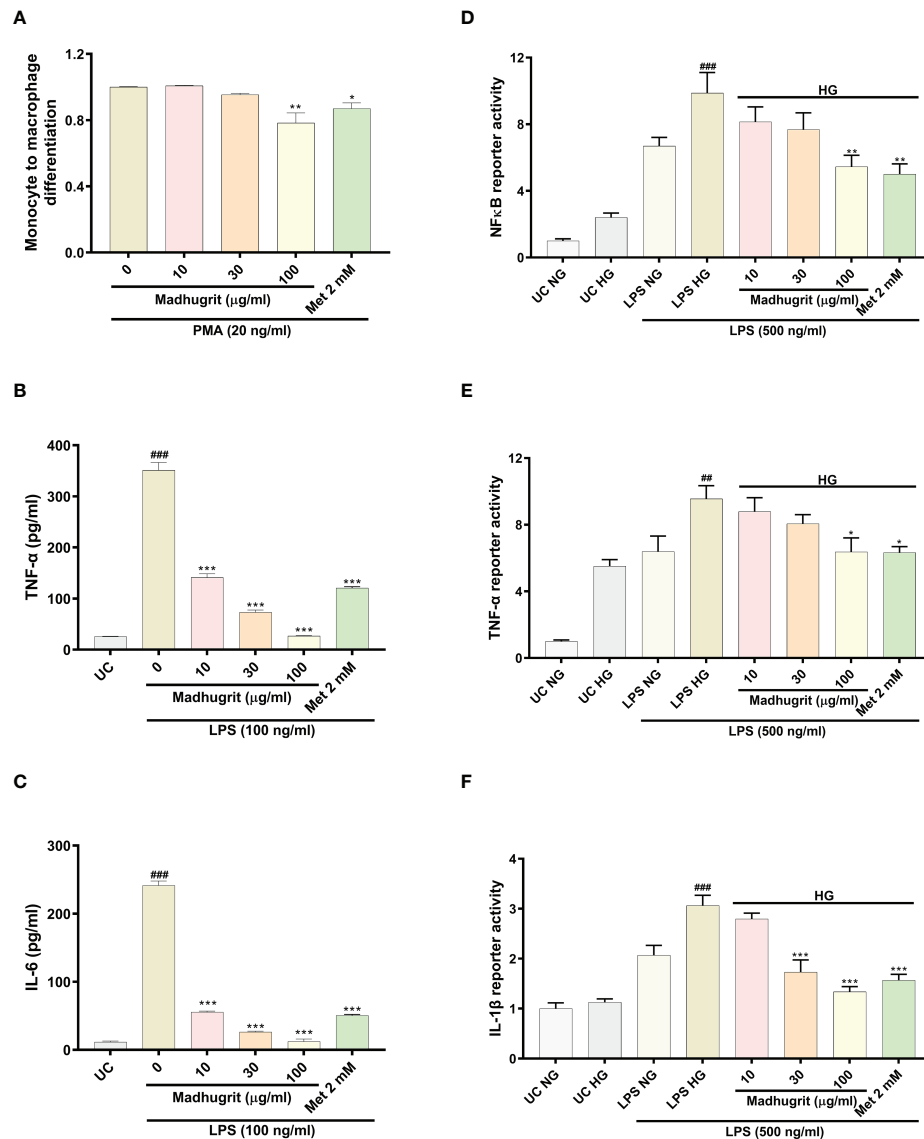 A
Monocyte to macrophage
differentiation
1.2
0.8
0.4
0.0
**
*
0
10
30
100
Met 2 mM
Madhugrit (μg/ml)
PMA (20 ng/ml)
B
TNF-α (pg/ml)
400
300
200
100
0
###
***
***
***
***
UC
0
10
30
100
Met 2 mM
Madhugrit (μg/ml)
LPS (100 ng/ml)
C
IL-6 (pg/ml)
300
200
100
0
###
***
***
***
***
UC
0
10
30
100
Met 2 mM
Madhugrit (μg/ml)
LPS (100 ng/ml)
D
NFκB reporter activity
12
8
4
0
###
HG
**
**
UC NG
UC HG
LPS NG
LPS HG
10
30
100
Met 2 mM
Madhugrit (μg/ml)
LPS (500 ng/ml)
E
TNF-α reporter activity
12
8
4
0
##
HG
*
*
UC NG
UC HG
LPS NG
LPS HG
10
30
100
Met 2 mM
Madhugrit (μg/ml)
LPS (500 ng/ml)
F
IL-1β reporter activity
4
3
2
1
0
###
HG
***
***
***
UC NG
UC HG
LPS NG
LPS HG
10
30
100
Met 2 mM
Madhugrit (μg/ml)
LPS (500 ng/ml)